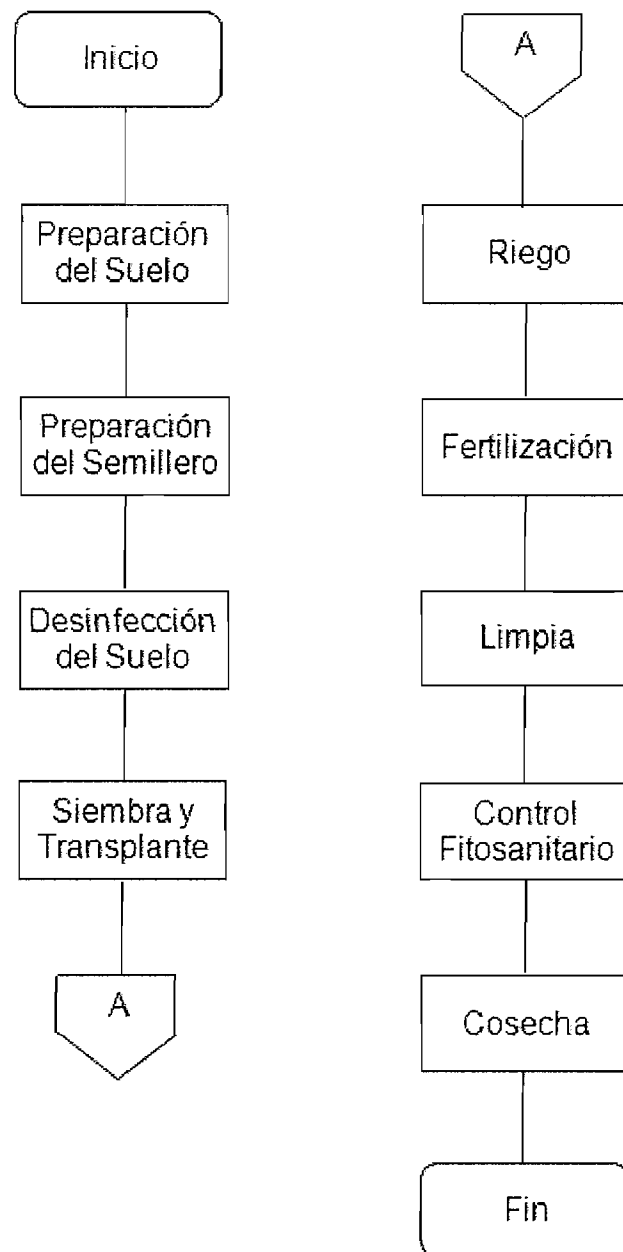 Inicio
Preparación
del Suelo
Preparación
del Semillero
Desinfección
del Suelo
Siembra y
Transplante
A
A
Riego
Fertilización
Limpia
Control
Fitosanitario
Cosecha
Fin